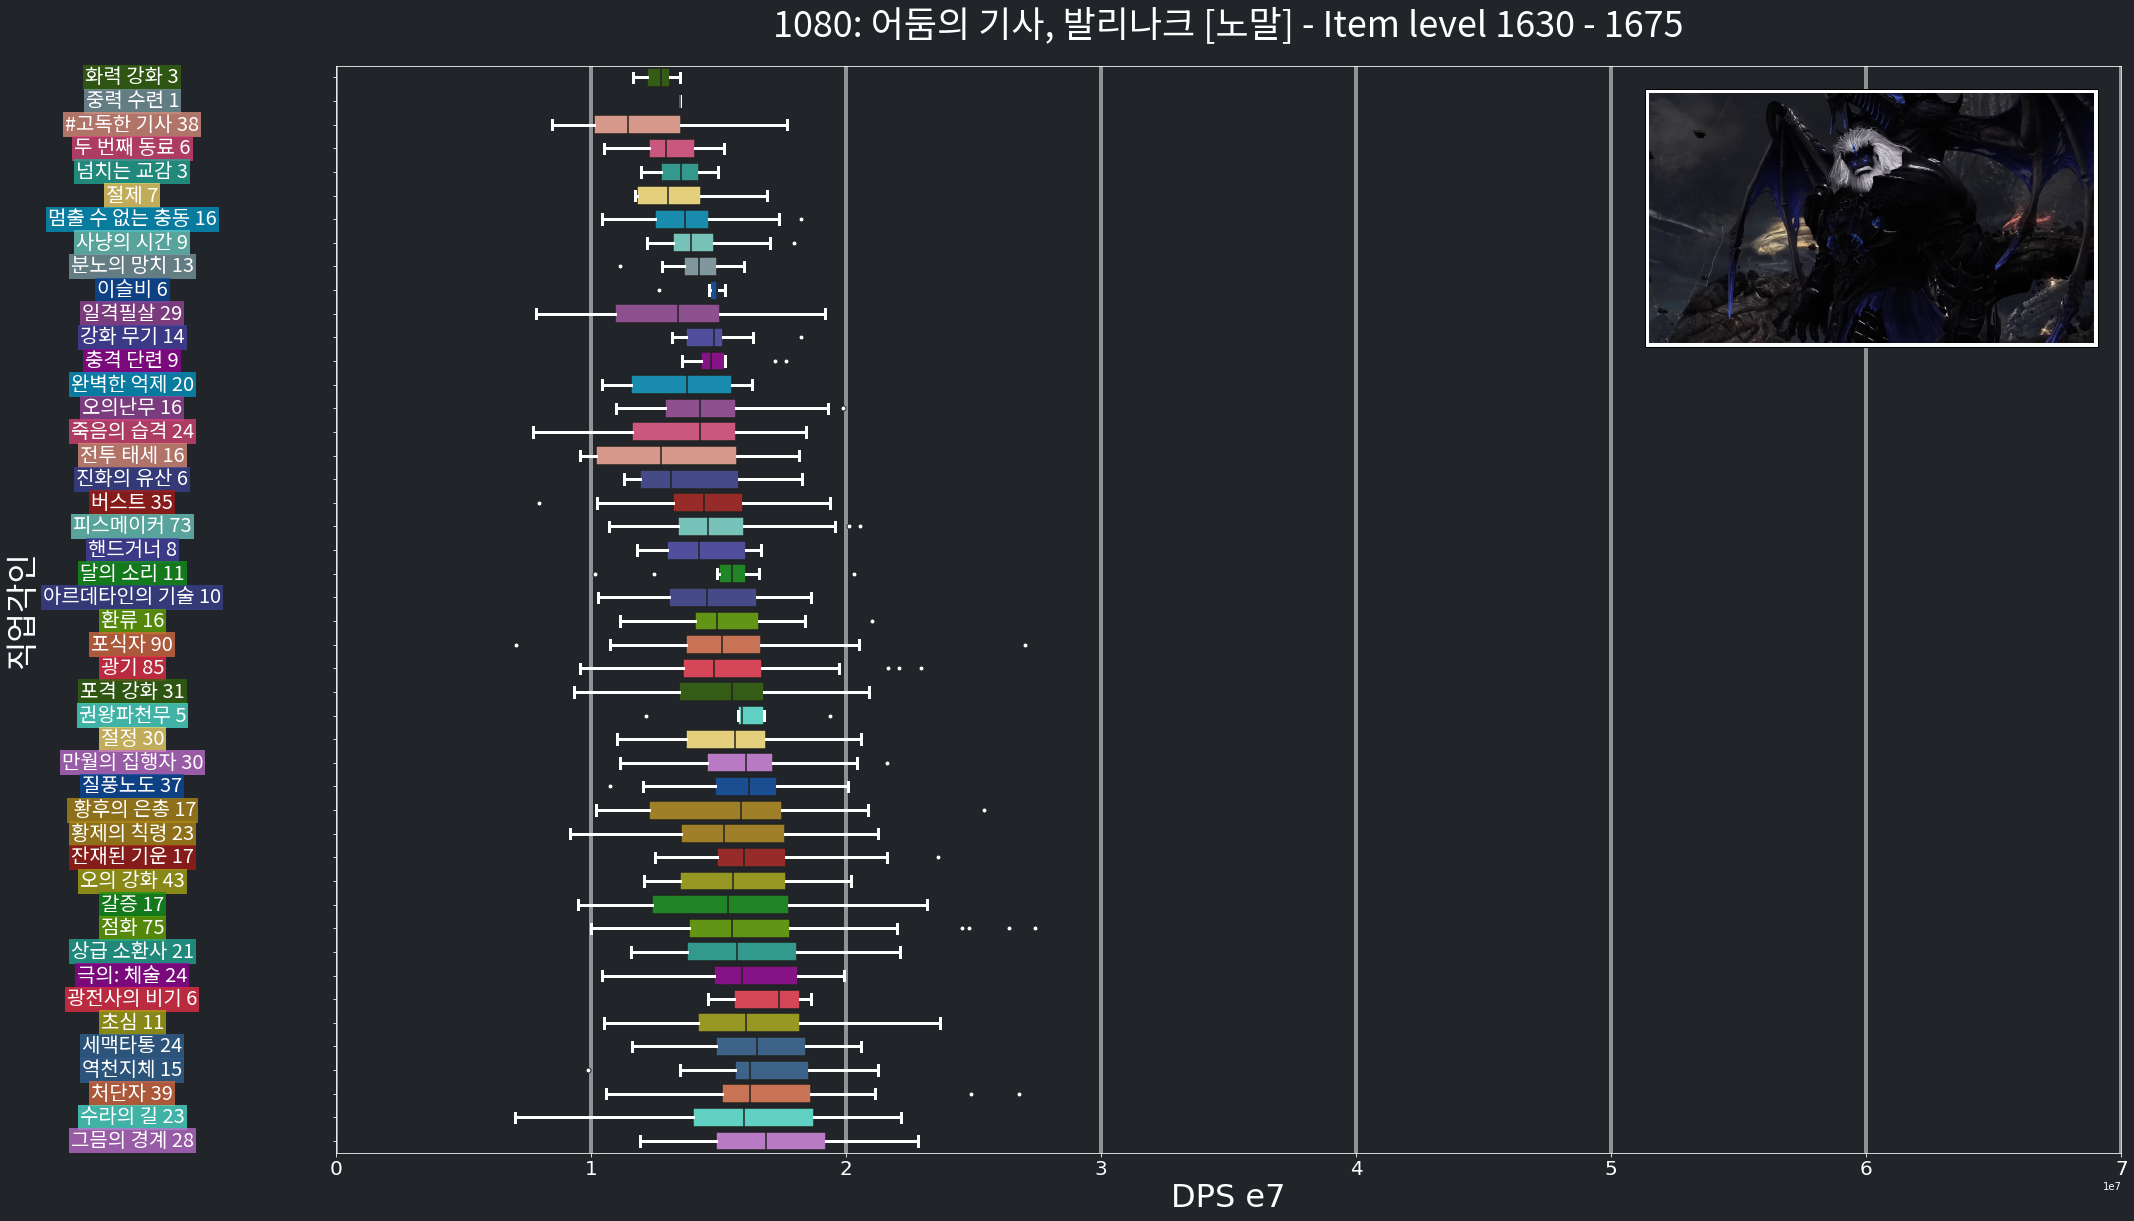 1080: 어둠의 기사, 발리나크 [노말] - Item level 1630 - 1675
직업각인
화력 강화 3
중력 수련 1
#고독한 기사 38
두 번째 동료 6
넘치는 교감 3
절제 7
멈출 수 없는 충동 16
사냥의 시간 9
분노의 망치 13
이슬비 6
일격필살 29
강화 무기 14
충격 단련 9
완벽한 억제 20
오의난무 16
죽음의 습격 24
전투 태세 16
진화의 유산 6
버스트 35
피스메이커 73
핸드거너 8
달의 소리 11
아르데타인의 기술 10
환류 16
포식자 90
광기 85
포격 강화 31
권왕파천무 5
절정 30
만월의 집행자 30
질풍노도 37
황후의 은총 17
황제의 칙령 23
잔재된 기운 17
오의 강화 43
갈증 17
점화 75
상급 소환사 21
극의: 체술 24
광전사의 비기 6
초심 11
세맥타통 24
역천지체 15
처단자 39
수라의 길 23
그믐의 경계 28
0 1 2 3 4 5 6 7
1e7
DPS e7